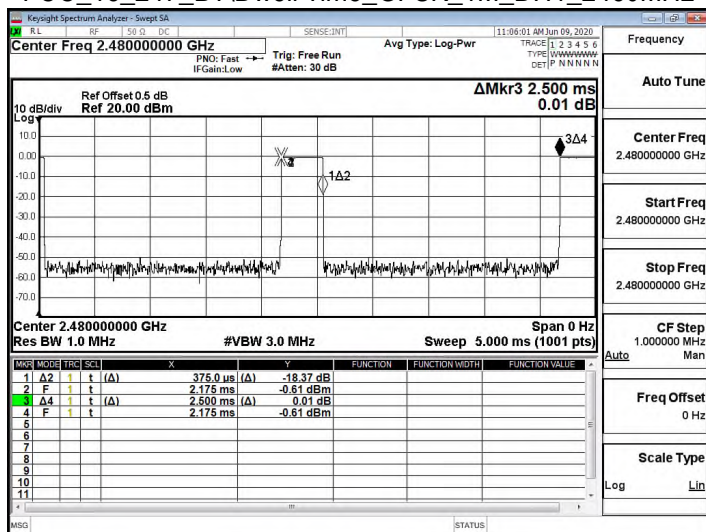 Keysight Spectrum Analyzer - Swept SA
RL RF 50 Ω DC SENSE:INT 11:06:01 AM Jun 09, 2020
Center Freq 2.480000000 GHz
PNO: Fast
IFGain:Low
Trig: Free Run
#Atten: 30 dB
Avg Type: Log-Pwr
TRACE 1 2 3 4 5 6
TYPE WWWWWW
DET P N N N N N
Ref Offset 0.5 dB
10 dB/div Ref 20.00 dBm
Log
ΔMkr3 2.500 ms
0.01 dB
10.0
0.00
-10.0
-20.0
-30.0
-40.0
-50.0
-60.0
-70.0
3Δ4
1Δ2
Center 2.480000000 GHz Span 0 Hz
Res BW 1.0 MHz #VBW 3.0 MHz Sweep 5.000 ms (1001 pts)
MKR MODE TRC SCL X Y FUNCTION FUNCTION WIDTH FUNCTION VALUE
1 Δ2 1 t (Δ) 375.0 µs (Δ) -18.37 dB
2 F 1 t 2.175 ms -0.61 dBm
3 Δ4 1 t (Δ) 2.500 ms (Δ) 0.01 dB
4 F 1 t 2.175 ms -0.61 dBm
5
6
7
8
9
10
11
MSG STATUS
Frequency
Auto Tune
Center Freq
2.480000000 GHz
Start Freq
2.480000000 GHz
Stop Freq
2.480000000 GHz
CF Step
1.000000 MHz
Auto Man
Freq Offset
0 Hz
Scale Type
Log Lin